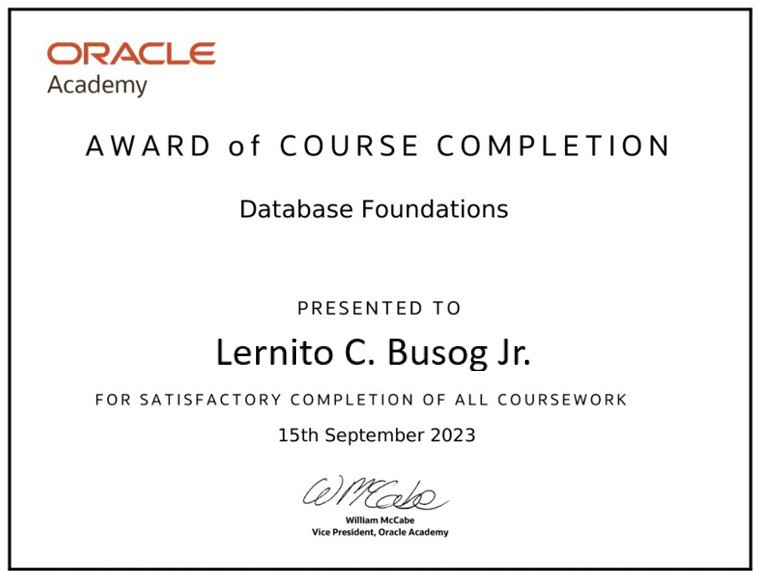 ORACLE
Academy
AWARD of COURSE COMPLETION
Database Foundations
PRESENTED TO
Lernito C. Busog Jr.
FOR SATISFACTORY COMPLETION OF ALL COURSEWORK
15th September 2023
WMcCabe
William McCabe
Vice President, Oracle Academy